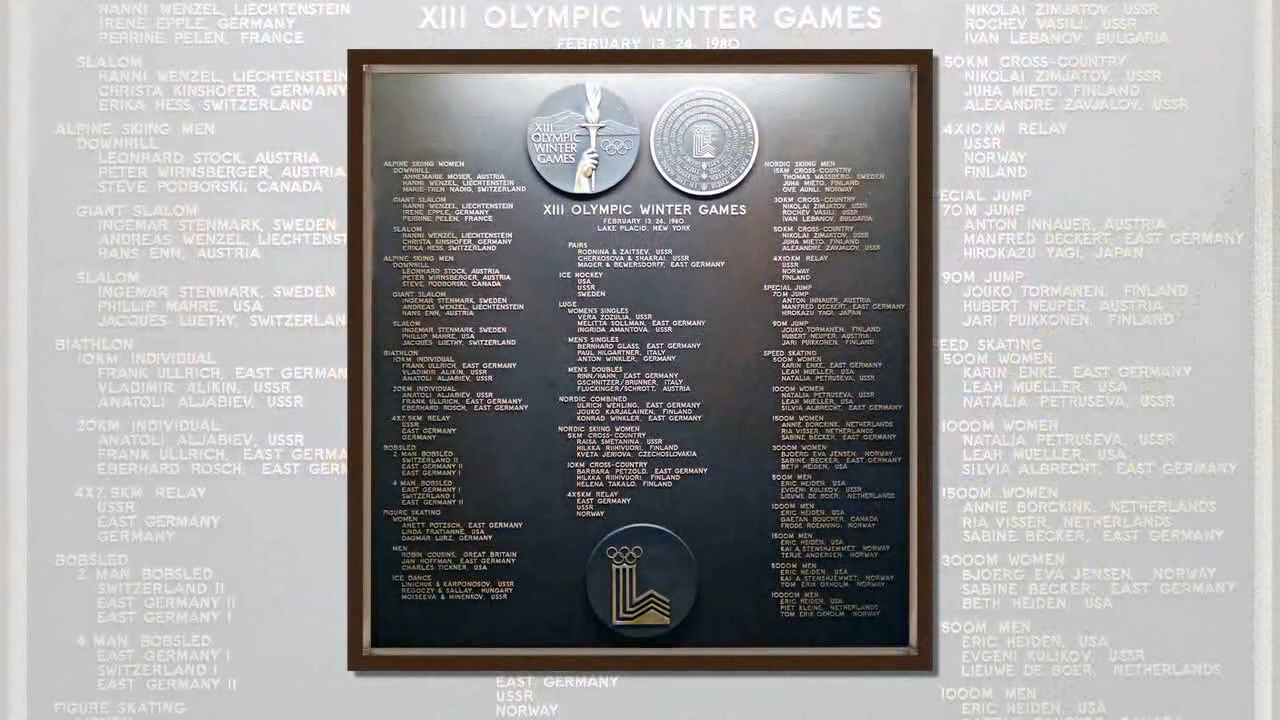 XIII
OLYMPIC
WINTER
GAMES
XIII OLYMPIC WINTER GAMES
FEBRUARY 13, 24, 1980
LAKE PLACID, NEW YORK
ALPINE SKIING WOMEN
DOWNHILL
ANNEMARIE MOSER, AUSTRIA
HANNI WENZEL, LIECHTENSTEIN
MARIE-THEN NADIG, SWITZERLAND
GIANT SLALOM
HANNI WENZEL, LIECHTENSTEIN
IRENE EPPLE, GERMANY
PERRINE PELEN, FRANCE
SLALOM
HANNI WENZEL, LIECHTENSTEIN
CHRISTA KINSHOFER, GERMANY
ERIKA HESS, SWITZERLAND
ALPINE SKIING MEN
DOWNHILL
LEONHARD STOCK, AUSTRIA
PETER WIRNSBERGER, AUSTRIA
STEVE PODBORSKI, CANADA
GIANT SLALOM
INGEMAR STENMARK, SWEDEN
ANDREAS WENZEL, LIECHTENSTEIN
HANS ENN, AUSTRIA
SLALOM
INGEMAR STENMARK, SWEDEN
PHILLIP MAHRE, USA
JACQUES LUETHY, SWITZERLAND
BIATHLON
10KM INDIVIDUAL
FRANK ULLRICH, EAST GERMANY
VLADIMIR ALIKIN, USSR
ANATOLI ALJABIEV, USSR
20KM INDIVIDUAL
ANATOLI ALJABIEV, USSR
FRANK ULLRICH, EAST GERMANY
EBERHARD ROSCH, EAST GERMANY
4X7.5KM RELAY
USSR
EAST GERMANY
GERMANY
BOBSLED
2 MAN BOBSLED
SWITZERLAND II
EAST GERMANY II
EAST GERMANY I
4 MAN BOBSLED
EAST GERMANY I
SWITZERLAND I
EAST GERMANY II
FIGURE SKATING
WOMEN
ANETT POTZSCH, EAST GERMANY
LINDA FRATIANNE, USA
DAGMAR LURZ, GERMANY
MEN
ROBIN COUSINS, GREAT BRITAIN
JAN HOFFMAN, EAST GERMANY
CHARLES TICKNER, USA
ICE DANCE
LINICHUK & KARPONOSOV, USSR
REGOCZY & SALLAY, HUNGARY
MOISEEVA & MINENKOV, USSR
PAIRS
RODNINA & ZAITSEV, USSR
CHERKOSOVA & SHAKRAI, USSR
MAGER & BEWERSDORFF, EAST GERMANY
ICE HOCKEY
USA
USSR
SWEDEN
LUGE
WOMEN'S SINGLES
VERA ZOZULIA, USSR
MELITTA SOLLMAN, EAST GERMANY
INGRIDA AMANTOVA, USSR
MEN'S SINGLES
BERNHARD GLASS, EAST GERMANY
PAUL HILGARTNER, ITALY
ANTON WINKLER, GERMANY
MEN'S DOUBLES
RINN/HAHN, EAST GERMANY
GSCHNITZER/BRUNNER, ITALY
FLUCKINGER/SCHROTT, AUSTRIA
NORDIC COMBINED
ULRICH WEHLING, EAST GERMANY
JOUKO KARJALAINEN, FINLAND
KONRAD WINKLER, EAST GERMANY
NORDIC SKIING WOMEN
5KM CROSS-COUNTRY
RAISA SMETANINA, USSR
HILKKA RIIHIVUORI, FINLAND
KVETA JERIOVA, CZECHOSLOVAKIA
10KM CROSS-COUNTRY
BARBARA PETZOLD, EAST GERMANY
HILKKA RIIHIVUORI, FINLAND
HELENA TAKALO, FINLAND
4X5KM RELAY
EAST GERMANY
USSR
NORWAY
NORDIC SKIING MEN
15KM CROSS-COUNTRY
THOMAS WASSBERG, SWEDEN
JUHA MIETO, FINLAND
OVE AUNLI, NORWAY
30KM CROSS-COUNTRY
NIKOLAI ZIMJATOV, USSR
ROCHEV VASILI, USSR
IVAN LEBANOV, BULGARIA
50KM CROSS-COUNTRY
NIKOLAI ZIMJATOV, USSR
JUHA MIETO, FINLAND
ALEXANDRE ZAVJALOV, USSR
4X10KM RELAY
USSR
NORWAY
FINLAND
SPECIAL JUMP
70M JUMP
ANTON INNAUER, AUSTRIA
MANFRED DECKERT, EAST GERMANY
HIROKAZU YAGI, JAPAN
90M JUMP
JOUKO TORMANEN, FINLAND
HUBERT NEUPER, AUSTRIA
JARI PUIKKONEN, FINLAND
SPEED SKATING
500M WOMEN
KARIN ENKE, EAST GERMANY
LEAH MUELLER, USA
NATALIA PETRUSEVA, USSR
1000M WOMEN
NATALIA PETRUSEVA, USSR
LEAH MUELLER, USA
SILVIA ALBRECHT, EAST GERMANY
1500M WOMEN
ANNIE BORCKINK, NETHERLANDS
RIA VISSER, NETHERLANDS
SABINE BECKER, EAST GERMANY
3000M WOMEN
BJOERG EVA JENSEN, NORWAY
SABINE BECKER, EAST GERMANY
BETH HEIDEN, USA
500M MEN
ERIC HEIDEN, USA
EVGENI KULIKOV, USSR
LIEUWE DE BOER, NETHERLANDS
1000M MEN
ERIC HEIDEN, USA
GAETAN BOUCHER, CANADA
FRODE ROENNING, NORWAY
1500M MEN
ERIC HEIDEN, USA
KAI A. STENSHJEMMET, NORWAY
TERJE ANDERSEN, NORWAY
5000M MEN
ERIC HEIDEN, USA
KAI A. STENSHJEMMET, NORWAY
TOM ERIK OXHOLM, NORWAY
10000M MEN
ERIC HEIDEN, USA
PIET KLEINE, NETHERLANDS
TOM ERIK OXHOLM, NORWAY